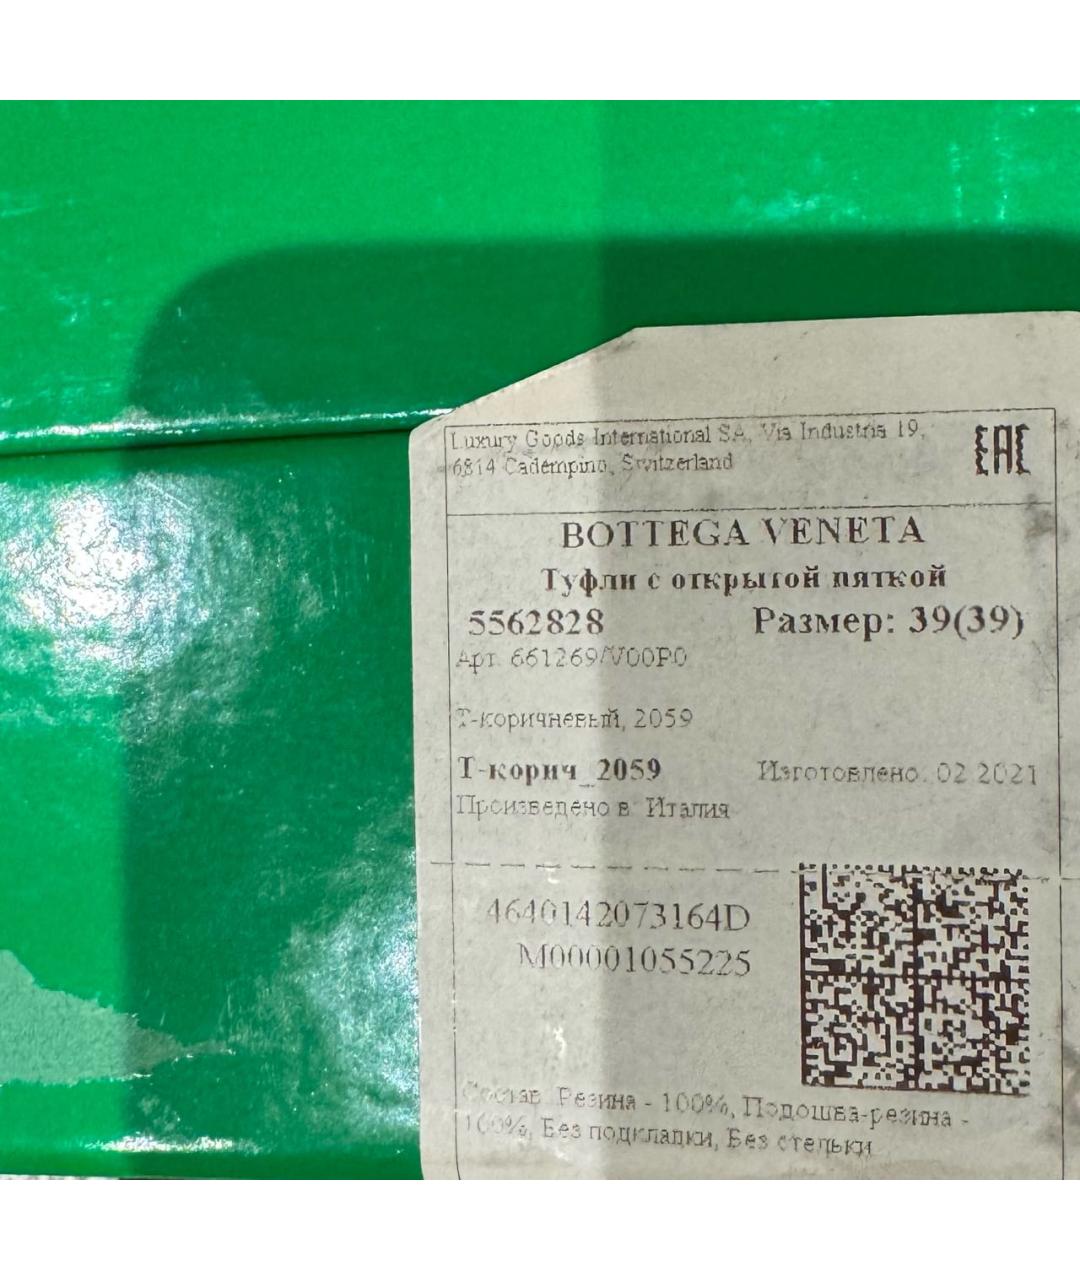 Luxury Goods International SA, Via Industria 19,
6814 Cadempino, Switzerland
EAC
BOTTEGA VENETA
Туфли с открытой пяткой
5562828 Размер: 39(39)
Арт. 661269/V00P0
Т-коричневый, 2059
Т-корич_2059 Изготовлено: 02.2021
Произведено в: Италия
4640142073164D
M00001055225
Состав: Резина - 100%, Подошва-резина -
100%, Без подкладки, Без стельки